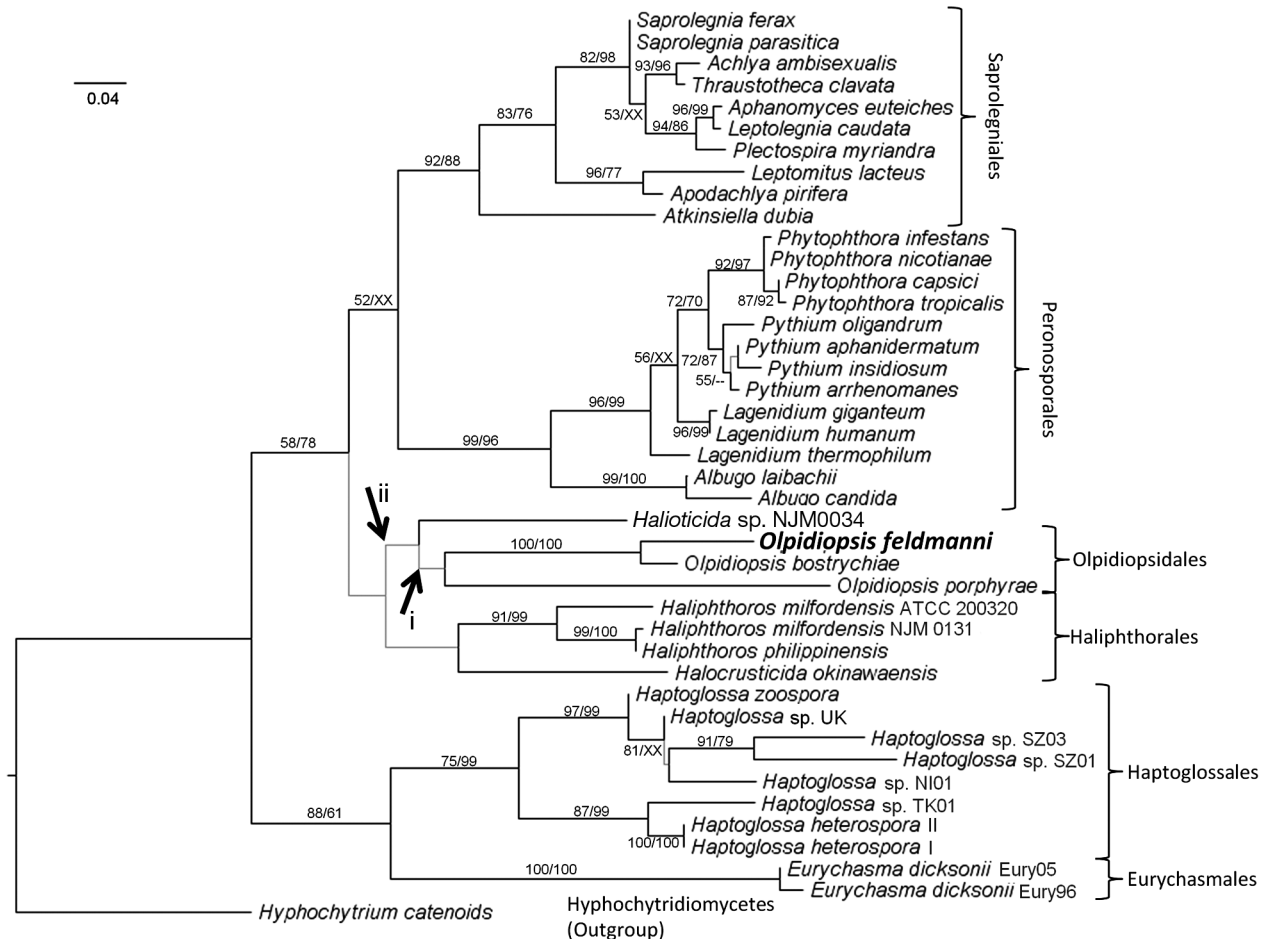 0.04
Saprolegnia ferax
Saprolegnia parasitica
82/98
93/96
Achlya ambisexualis
Thraustotheca clavata
53/XX
96/99
Aphanomyces euteiches
94/86
Leptolegnia caudata
Plectospira myriandra
83/76
96/77
Leptomitus lacteus
Apodachlya pirifera
92/88
Atkinsiella dubia
Saprolegniales
Phytophthora infestans
92/97
Phytophthora nicotianae
Phytophthora capsici
87/92
Phytophthora tropicalis
72/70
Pythium oligandrum
Pythium aphanidermatum
56/XX
72/87
Pythium insidiosum
55/--
Pythium arrhenomanes
96/99
Lagenidium giganteum
96/99
Lagenidium humanum
Lagenidium thermophilum
99/96
99/100
Albugo laibachii
Albugo candida
Peronosporales
52/XX
58/78
ii
Halioticida sp. NJM0034
100/100
Olpidiopsis feldmanni
Olpidiopsis bostrychiae
Olpidiopsis porphyrae
Olpidiopsidales
i
91/99
Haliphthoros milfordensis ATCC 200320
99/100
Haliphthoros milfordensis NJM 0131
Haliphthoros philippinensis
Halocrusticida okinawaensis
Haliphthorales
97/99
Haptoglossa zoospora
Haptoglossa sp. UK
81/XX
91/79
Haptoglossa sp. SZ03
Haptoglossa sp. SZ01
75/99
Haptoglossa sp. NI01
87/99
Haptoglossa sp. TK01
Haptoglossa heterospora II
100/100
Haptoglossa heterospora I
Haptoglossales
88/61
100/100
Eurychasma dicksonii Eury05
Eurychasma dicksonii Eury96
Eurychasmales
Hyphochytrium catenoids
Hyphochytridiomycetes
(Outgroup)